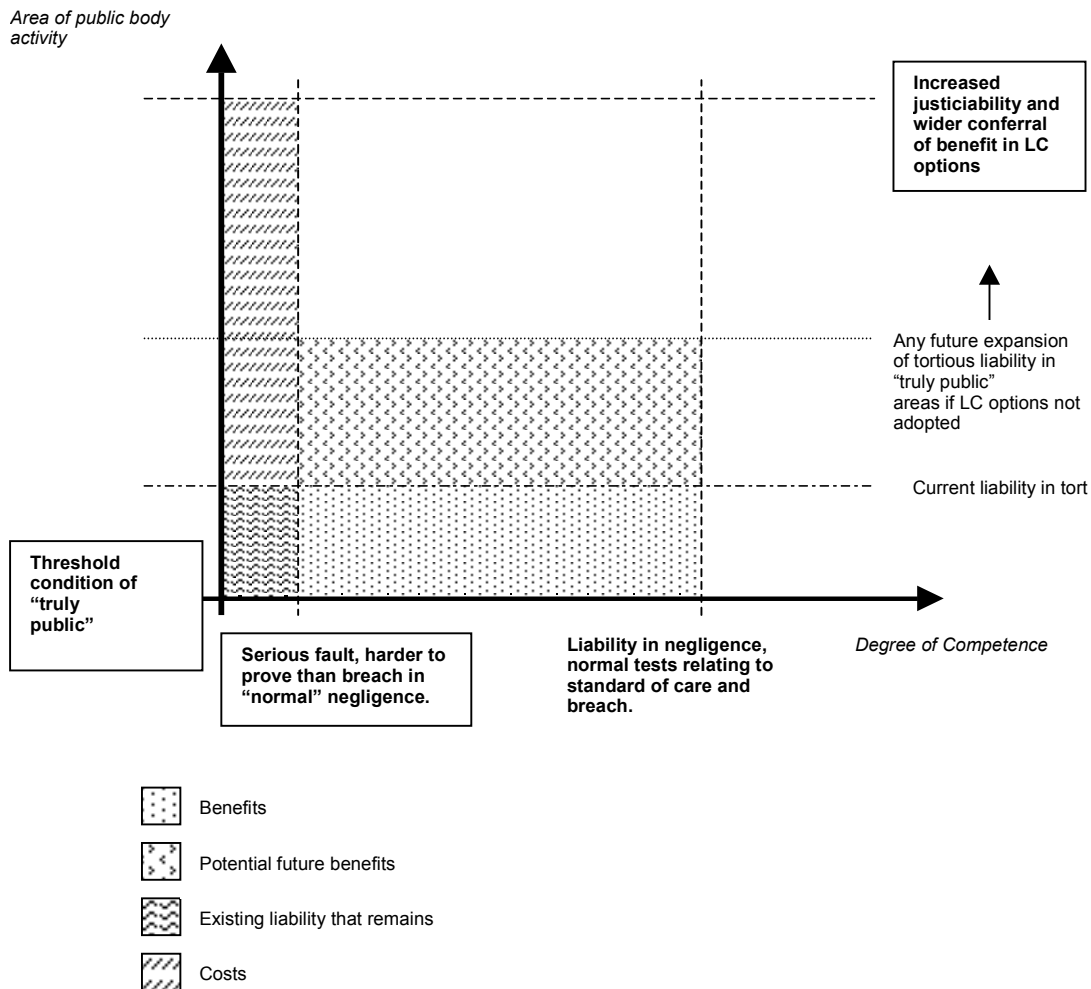 Area of public body
activity
Increased
justiciability and
wider conferral
of benefit in LC
options
Any future expansion
of tortious liability in
“truly public”
areas if LC options not
adopted
Current liability in tort
Threshold
condition of
“truly
public”
Serious fault, harder to
prove than breach in
“normal” negligence.
Liability in negligence,
normal tests relating to
standard of care and
breach.
Degree of Competence
Benefits
Potential future benefits
Existing liability that remains
Costs